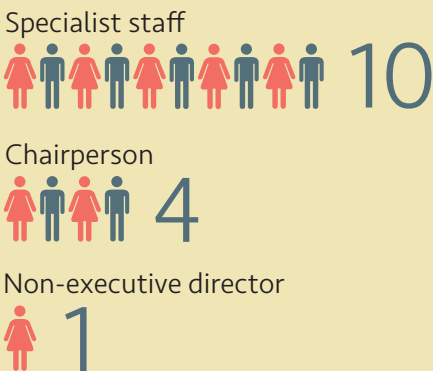 Specialist staff
10
Chairperson
4
Non-executive director
1